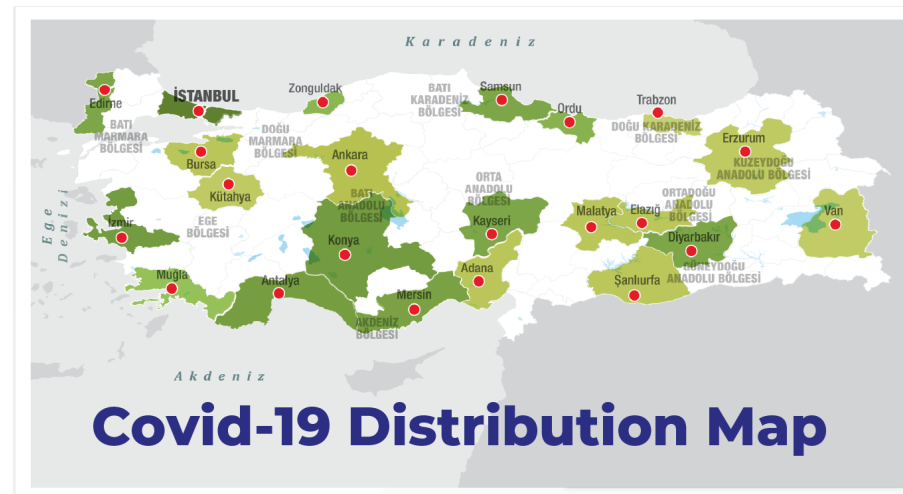 Karadeniz
Edirne
İSTANBUL
Zonguldak
BATI
KARADENİZ
BÖLGESİ
Samsun
Ordu
Trabzon
DOĞU KARADENİZ
BÖLGESİ
BATI
MARMARA
BÖLGESİ
DOĞU
MARMARA
BÖLGESİ
Bursa
Kütahya
Ankara
BATI
ANADOLU
BÖLGESİ
ORTA
ANADOLU
BÖLGESİ
Kayseri
Erzurum
KUZEYDOĞU
ANADOLU BÖLGESİ
Malatya
Elazığ
ORTADOĞU
ANADOLU
BÖLGESİ
Van
Ege
Denizi
İzmir
EGE
BÖLGESİ
Konya
Diyarbakır
GÜNEYDOĞU
ANADOLU BÖLGESİ
Muğla
Antalya
Mersin
Adana
Şanlıurfa
AKDENİZ
BÖLGESİ
Akdeniz
Covid-19 Distribution Map